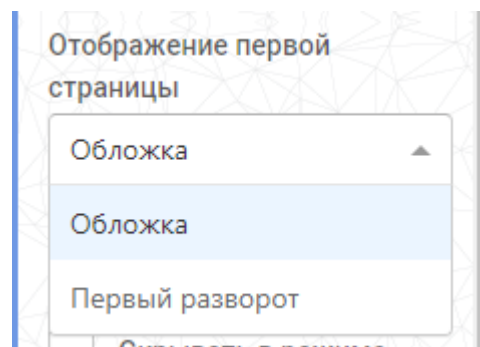 Отображение первой
страницы
Обложка
Обложка
Первый разворот